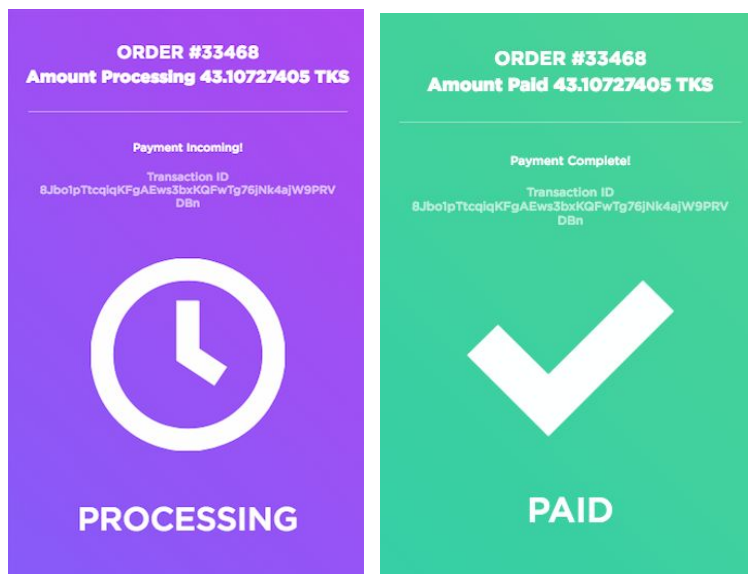 ORDER #33468
Amount Processing 43.10727405 TKS
Payment Incoming!
Transaction ID
8Jbo1pTtcqiqKFgAEws3bxKQFwTg76jNk4ajW9PRV
DBn
PROCESSING
ORDER #33468
Amount Paid 43.10727405 TKS
Payment Complete!
Transaction ID
8Jbo1pTtcqiqKFgAEws3bxKQFwTg76jNk4ajW9PRV
DBn
PAID